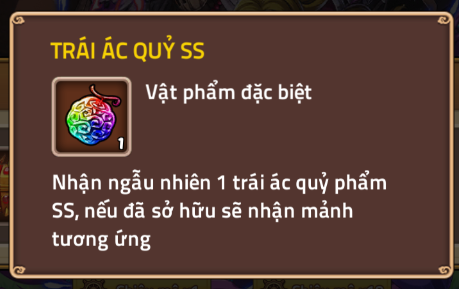 TRÁI ÁC QUỶ SS
Vật phẩm đặc biệt
1
Nhận ngẫu nhiên 1 trái ác quỷ phẩm
SS, nếu đã sở hữu sẽ nhận mảnh
tương ứng